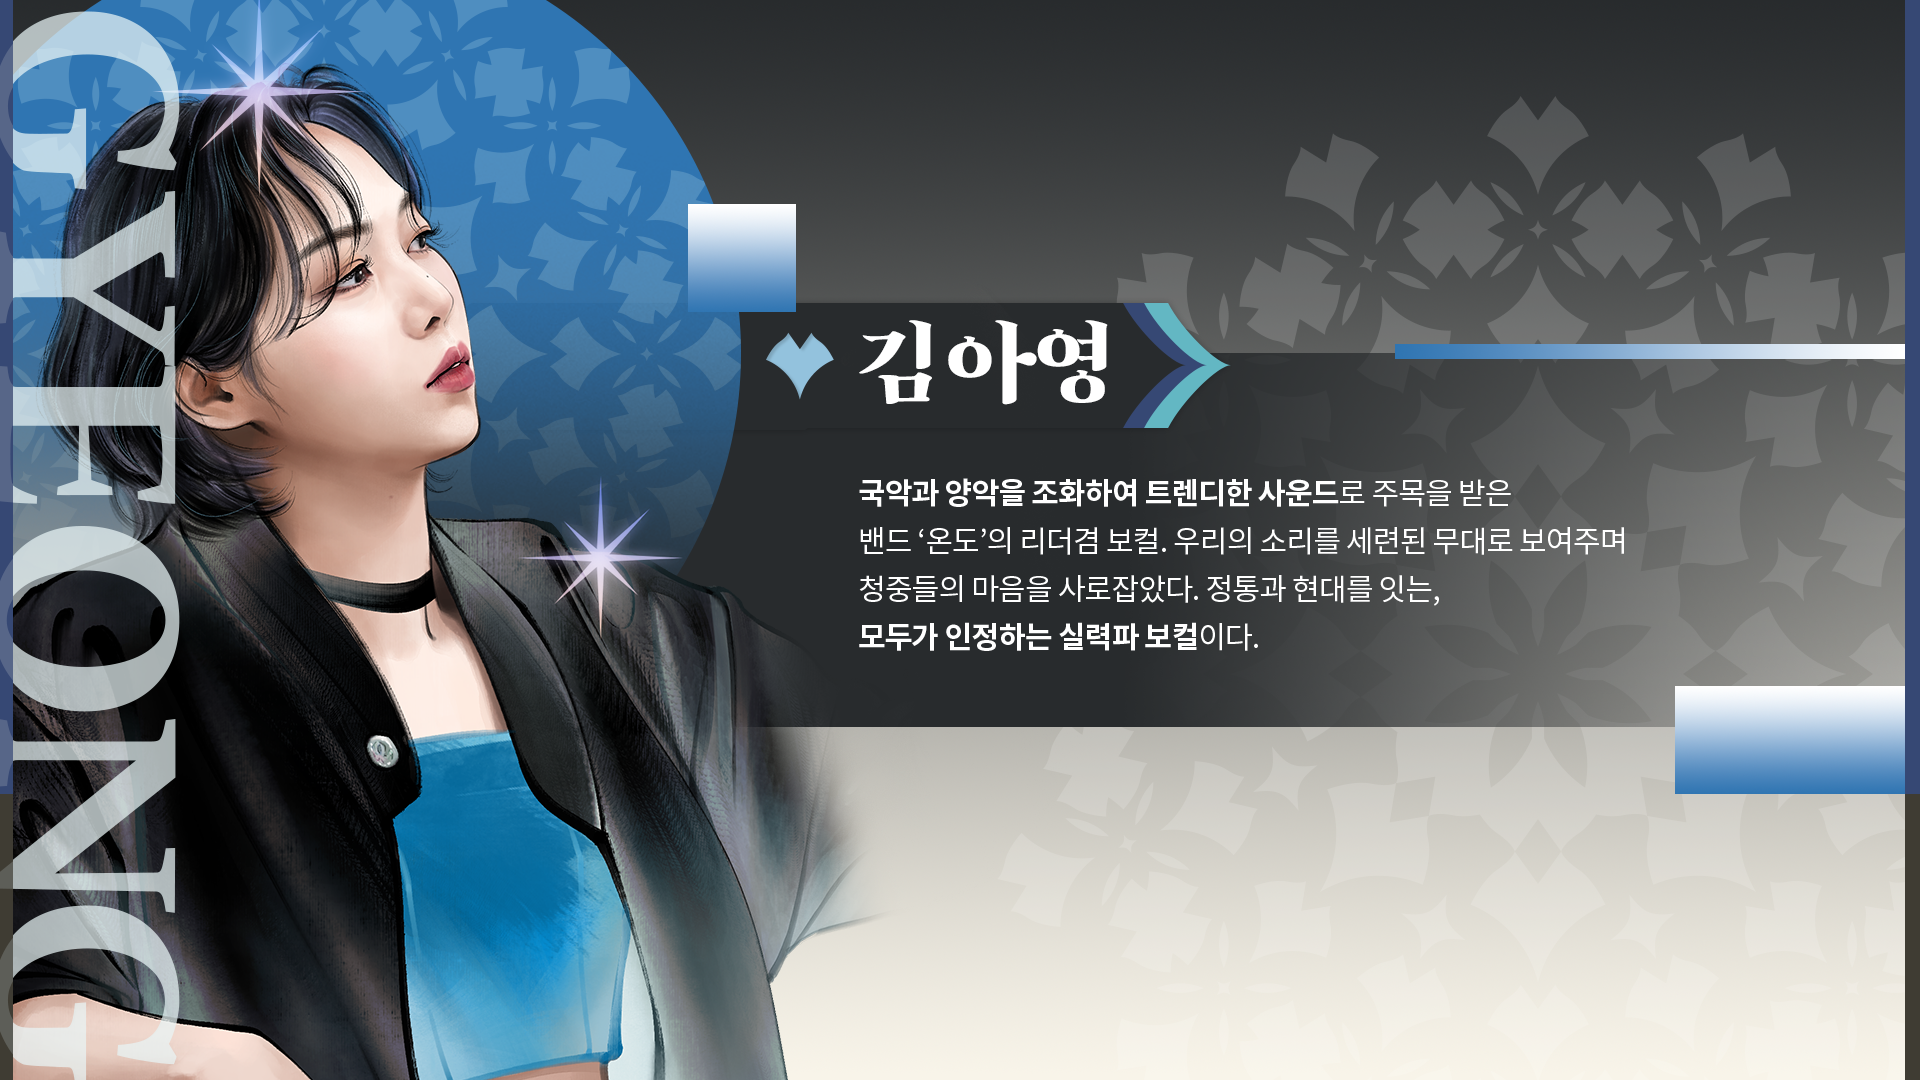 GYEONG
김아영
국악과 양악을 조화하여 트렌디한 사운드로 주목을 받은
밴드 ‘온도’의 리더겸 보컬. 우리의 소리를 세련된 무대로 보여주며
청중들의 마음을 사로잡았다. 정통과 현대를 잇는,
모두가 인정하는 실력파 보컬이다.